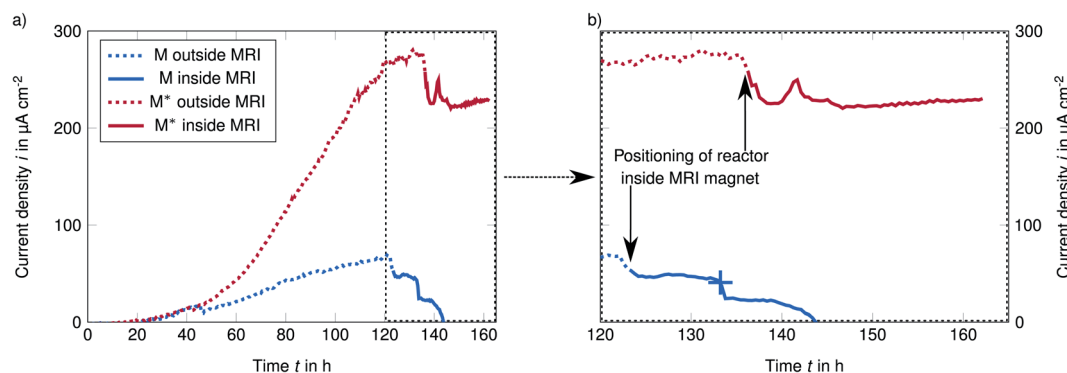 a)
Current density i in µA cm⁻²
300
200
100
0
M outside MRI
M inside MRI
M* outside MRI
M* inside MRI
0 20 40 60 80 100 120 140 160
Time t in h
b)
Positioning of reactor
inside MRI magnet
120 130 140 150 160
Time t in h
300
200
100
0
Current density i in µA cm⁻²